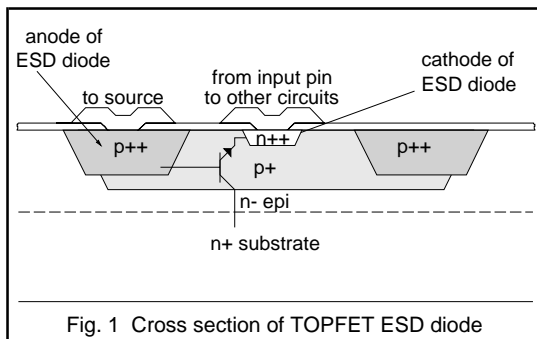 anode of
ESD diode
to source
from input pin
to other circuits
cathode of
ESD diode
p++
n++
p++
p+
n- epi
n+ substrate
Fig. 1 Cross section of TOPFET ESD diode